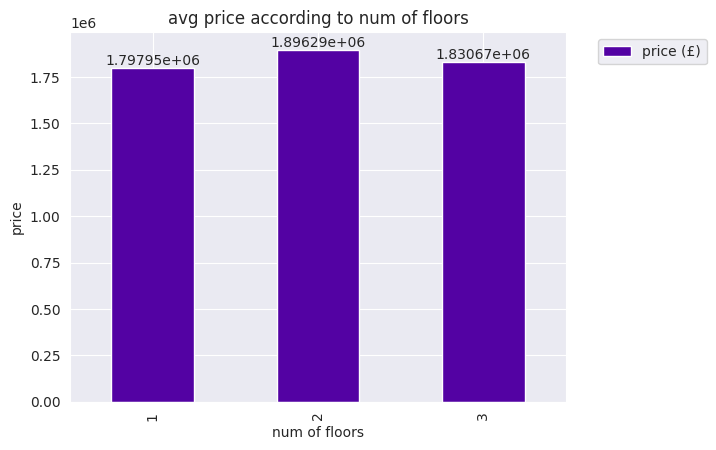 avg price according to num of floors
1e6
price (£)
1.79795e+06
1.89629e+06
1.83067e+06
1.75
1.50
1.25
1.00
0.75
0.50
0.25
0.00
price
1
2
3
num of floors